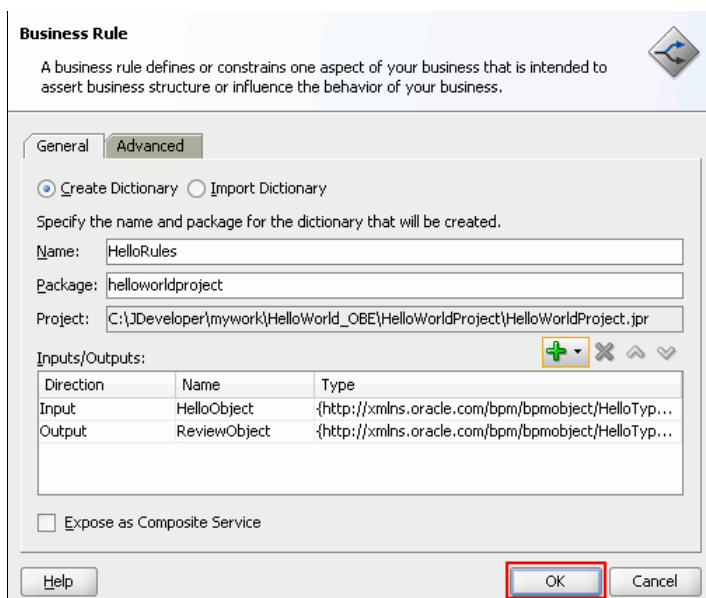 Business Rule
A business rule defines or constrains one aspect of your business that is intended to
assert business structure or influence the behavior of your business.
General Advanced
Create Dictionary Import Dictionary
Specify the name and package for the dictionary that will be created.
Name: HelloRules
Package: helloworldproject
Project: C:\JDeveloper\mywork\HelloWorld_OBE\HelloWorldProject\HelloWorldProject.jpr
Inputs/Outputs:
Direction Name Type
Input HelloObject {http://xmlns.oracle.com/bpm/bpmobject/HelloTyp...
Output ReviewObject {http://xmlns.oracle.com/bpm/bpmobject/HelloTyp...
Expose as Composite Service
Help OK Cancel